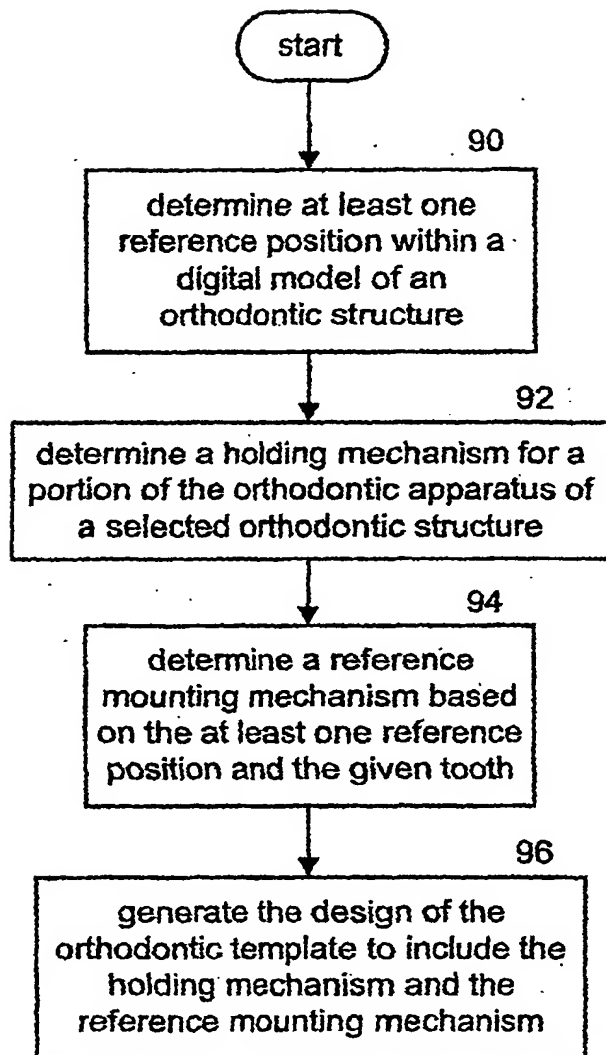 start
90
determine at least one
reference position within a
digital model of an
orthodontic structure
92
determine a holding mechanism for a
portion of the orthodontic apparatus of
a selected orthodontic structure
94
determine a reference
mounting mechanism based
on the at least one reference
position and the given tooth
96
generate the design of the
orthodontic template to include the
holding mechanism and the
reference mounting mechanism